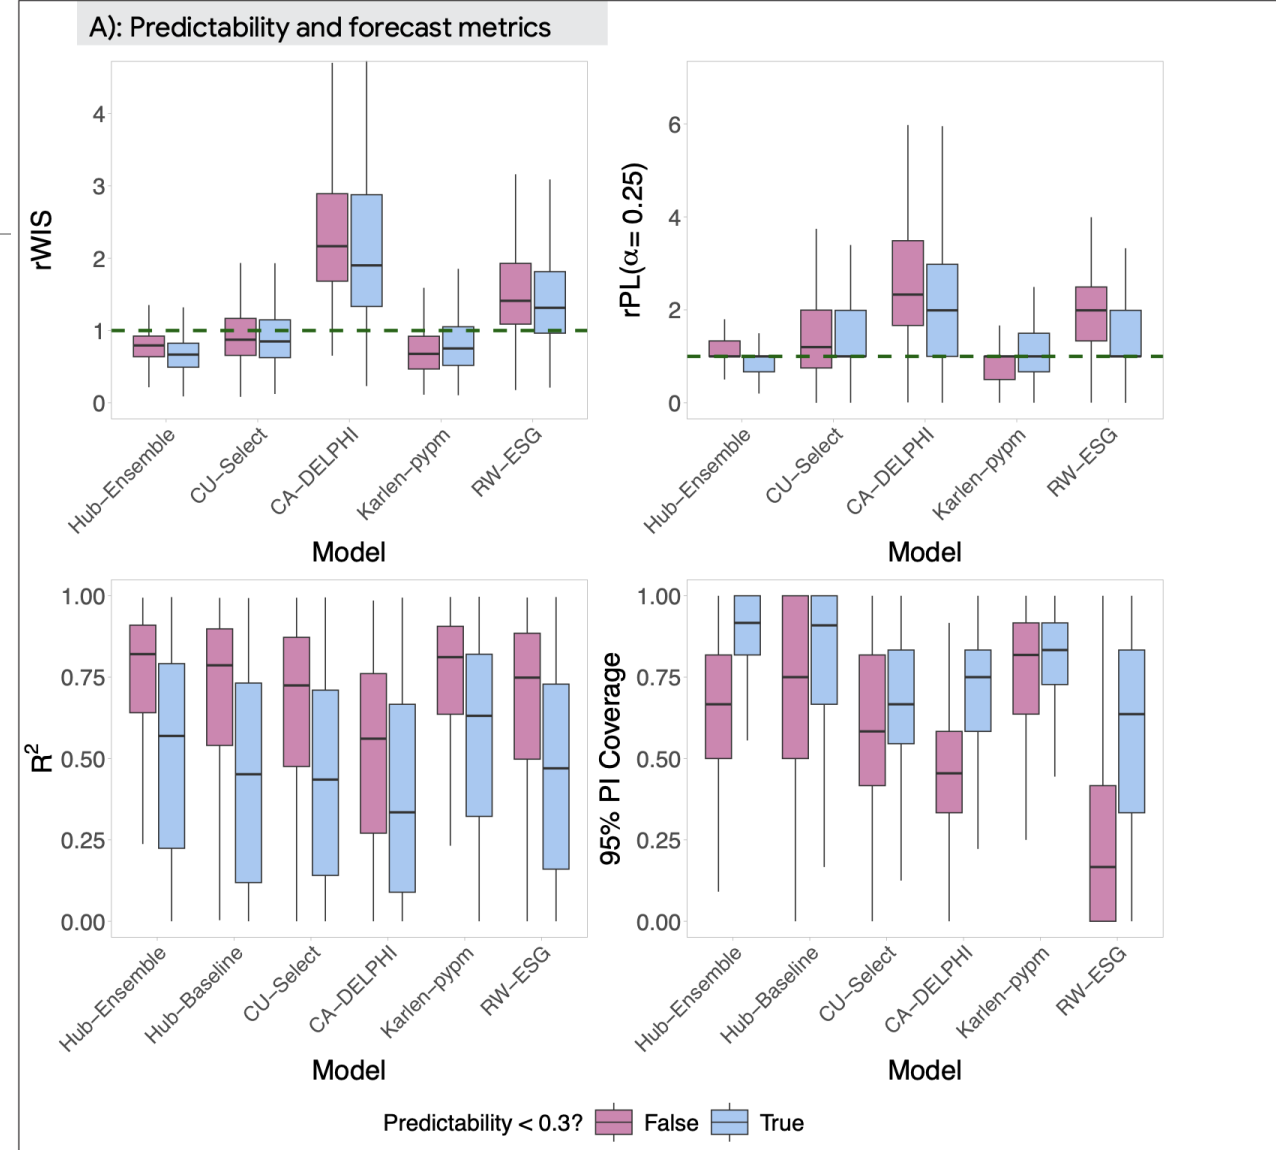 A): Predictability and forecast metrics
rWIS
4
3
2
1
0
Hub–Ensemble
CU–Select
CA–DELPHI
Karlen–pypm
RW–ESG
Model
rPL(α= 0.25)
6
4
2
0
Hub–Ensemble
CU–Select
CA–DELPHI
Karlen–pypm
RW–ESG
Model
R²
1.00
0.75
0.50
0.25
0.00
Hub–Ensemble
Hub–Baseline
CU–Select
CA–DELPHI
Karlen–pypm
RW–ESG
Model
95% PI Coverage
1.00
0.75
0.50
0.25
0.00
Hub–Ensemble
Hub–Baseline
CU–Select
CA–DELPHI
Karlen–pypm
RW–ESG
Model
Predictability < 0.3? False True